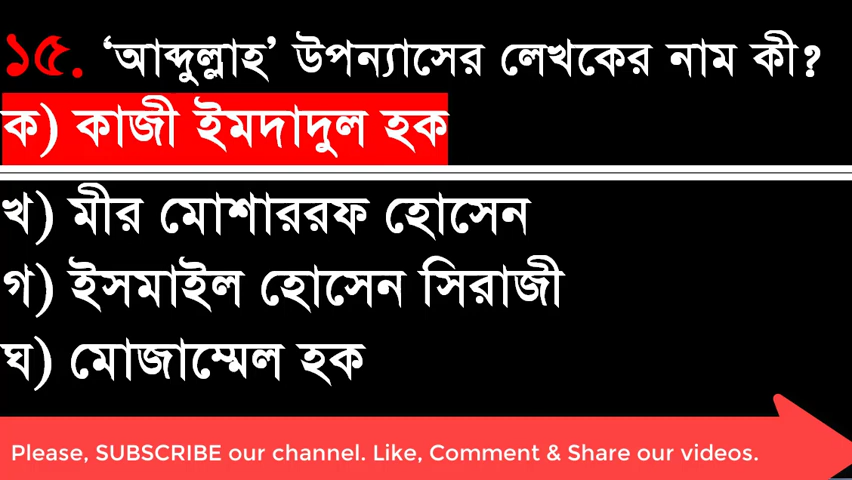 ১৫. ‘আব্দুল্লাহ’ উপন্যাসের লেখকের নাম কী?
ক) কাজী ইমদাদুল হক
খ) মীর মোশাররফ হোসেন
গ) ইসমাইল হোসেন সিরাজী
ঘ) মোজাম্মেল হক
Please, SUBSCRIBE our channel. Like, Comment & Share our videos.